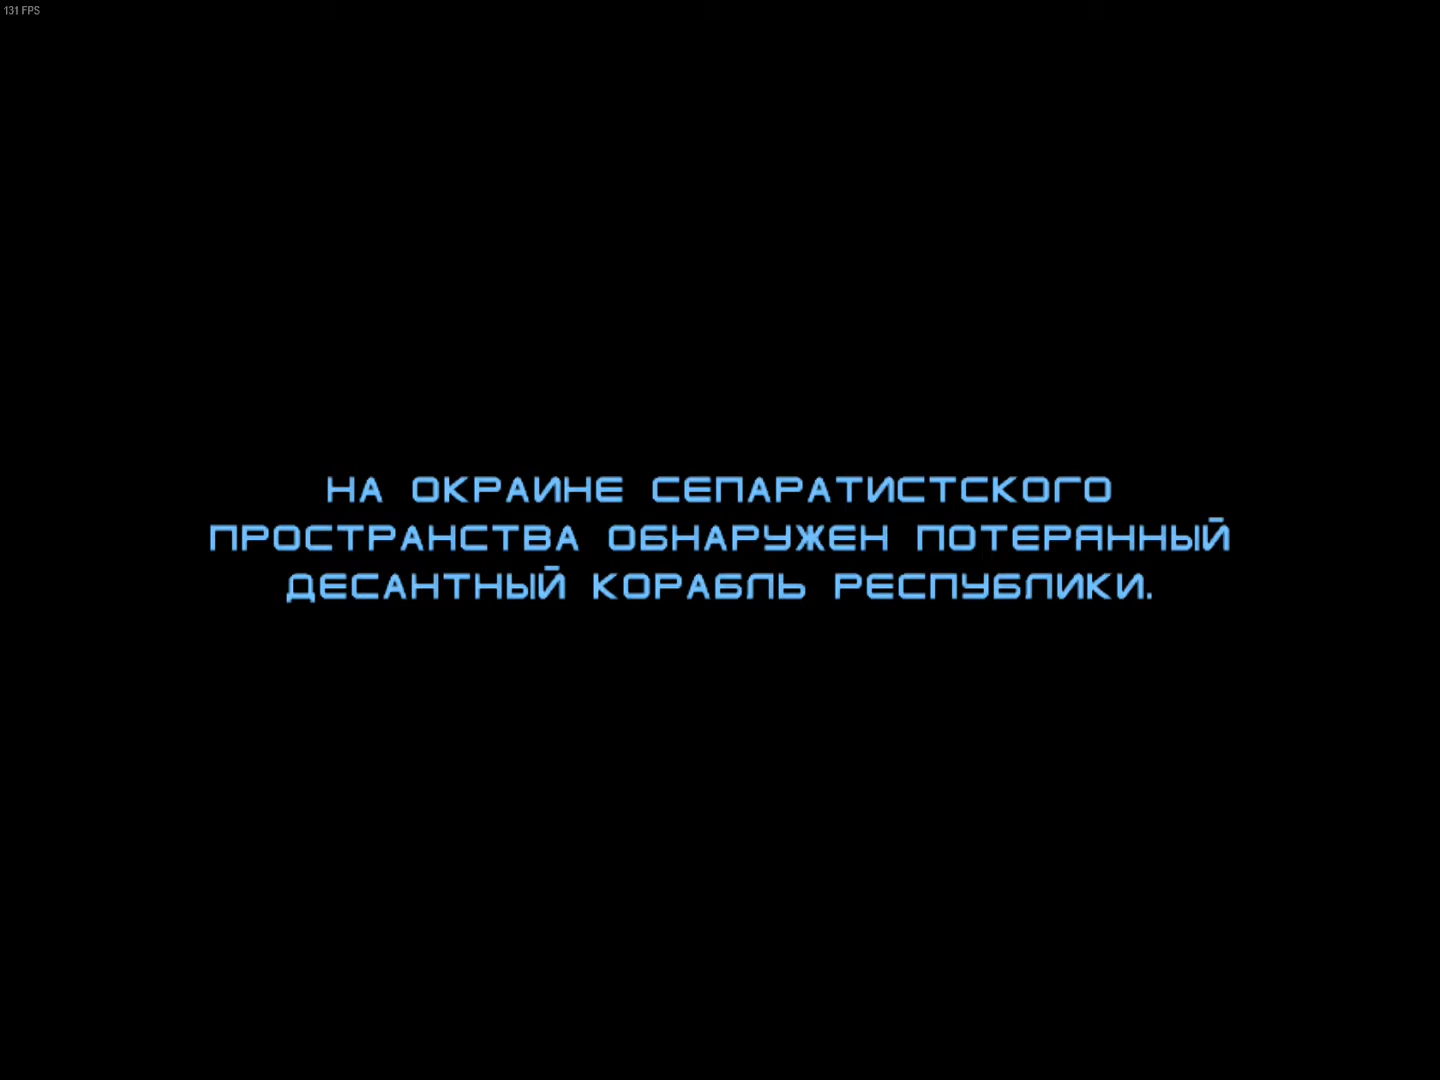 131 FPS
НА ОКРАИНЕ СЕПАРАТИСТСКОГО
ПРОСТРАНСТВА ОБНАРУЖЕН ПОТЕРЯННЫЙ
ДЕСАНТНЫЙ КОРАБЛЬ РЕСПУБЛИКИ.